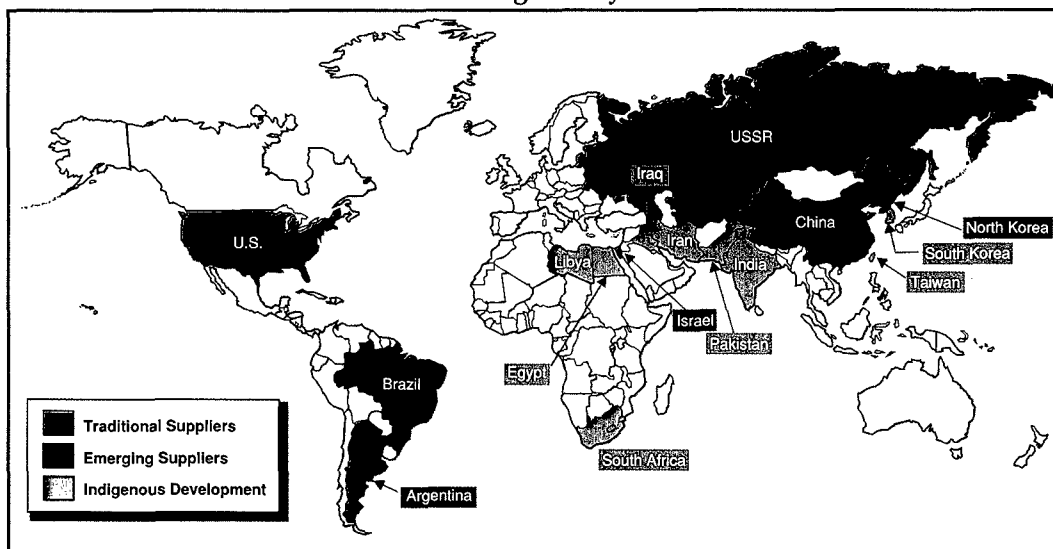 USSR
Iraq
U.S.
China
North Korea
Iran
South Korea
Libya
India
Taiwan
Israel
Pakistan
Egypt
Brazil
Traditional Suppliers
South Africa
Emerging Suppliers
Indigenous Development
Argentina